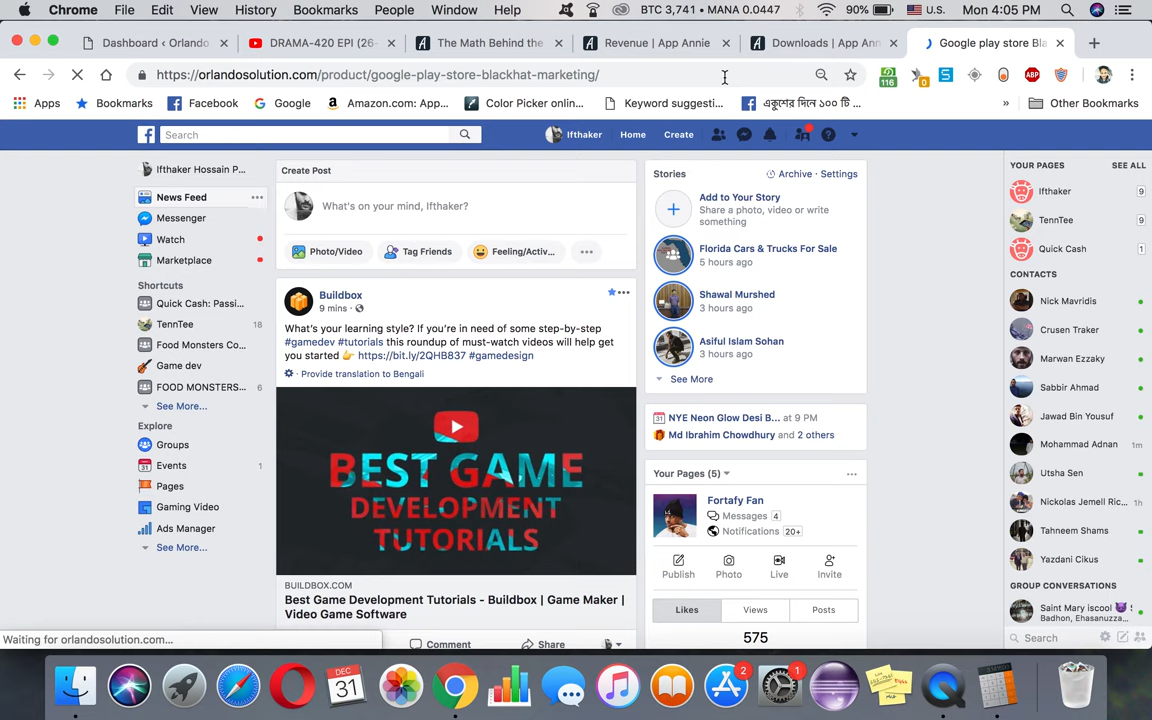 Chrome File Edit View History Bookmarks People Window Help BTC 3,741 • MANA 0.0447 90% U.S. Mon 4:05 PM
Dashboard ‹ Orlando DRAMA-420 EPI (26- The Math Behind the Revenue | App Annie Downloads | App Ann Google play store Bla
https://orlandosolution.com/product/google-play-store-blackhat-marketing/ 116 0 S ABP
Apps Bookmarks Facebook Google Amazon.com: App... Color Picker onlin... Keyword suggesti... একুশের দিনে ১০০ টি ... » Other Bookmarks
Search Ifthaker Home Create
Ifthaker Hossain P...
News Feed
Messenger
Watch
Marketplace
Shortcuts
Quick Cash: Passi...
TennTee 18
Food Monsters Co...
Game dev
FOOD MONSTERS... 6
See More...
Explore
Groups
Events 1
Pages
Gaming Video
Ads Manager
See More...
Create Post
What's on your mind, Ifthaker?
Photo/Video Tag Friends Feeling/Activ...
Buildbox
9 mins ·
What's your learning style? If you're in need of some step-by-step
#gamedev #tutorials this roundup of must-watch videos will help get
you started 👉 https://bit.ly/2QHB837 #gamedesign
Provide translation to Bengali
BEST GAME
DEVELOPMENT
TUTORIALS
BUILDBOX.COM
Best Game Development Tutorials - Buildbox | Game Maker |
Video Game Software
Comment Share
Stories Archive · Settings
Add to Your Story
Share a photo, video or write
something
Florida Cars & Trucks For Sale
5 hours ago
Shawal Murshed
3 hours ago
Asiful Islam Sohan
3 hours ago
See More
31 NYE Neon Glow Desi B... at 9 PM
Md Ibrahim Chowdhury and 2 others
Your Pages (5)
Fortafy Fan
Messages 4
Notifications 20+
Publish Photo Live Invite
Likes Views Posts
575
YOUR PAGES SEE ALL
Ifthaker 9
TennTee 9
Quick Cash 1
CONTACTS
Nick Mavridis
Crusen Traker
Marwan Ezzaky
Sabbir Ahmad
Jawad Bin Yousuf
Mohammad Adnan 1m
Utsha Sen
Nickolas Jemell Ric... 1h
Tahneem Shams
Yazdani Cikus
GROUP CONVERSATIONS
Saint Mary iscool 😈
Badhon, Ehasanuzza...
Search
Waiting for orlandosolution.com...
DEC
31
2
1